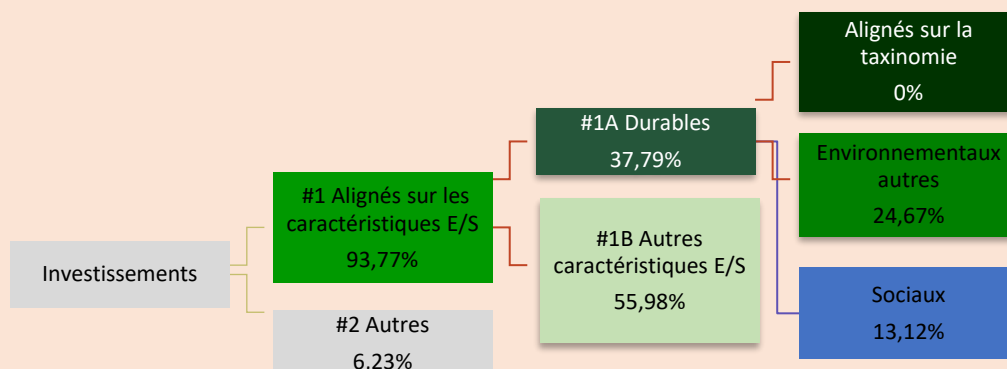 Alignés sur la
taxinomie
0%
#1A Durables
37,79%
Environnementaux
autres
24,67%
#1 Alignés sur les
caractéristiques E/S
93,77%
#1B Autres
caractéristiques E/S
55,98%
Investissements
Sociaux
13,12%
#2 Autres
6,23%